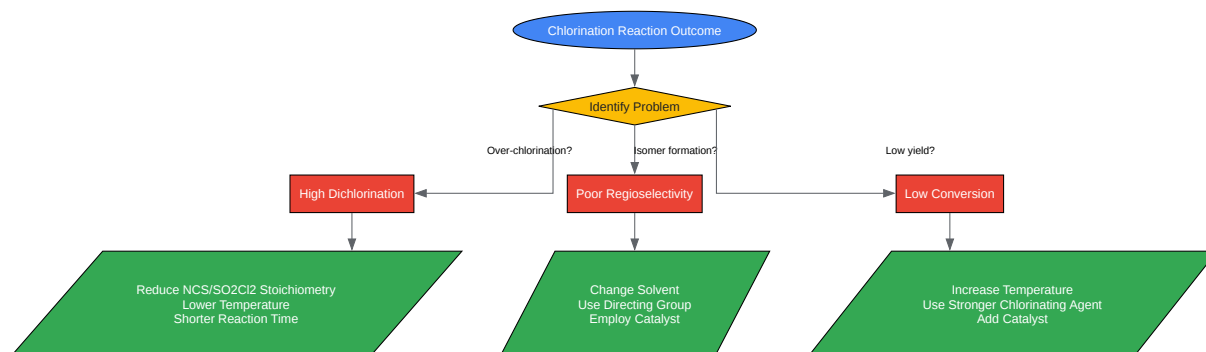 Chlorination Reaction Outcome
Identify Problem
Over-chlorination?
Isomer formation?
Low yield?
High Dichlorination
Poor Regioselectivity
Low Conversion
Reduce NCS/SO2Cl2 Stoichiometry
Lower Temperature
Shorter Reaction Time
Change Solvent
Use Directing Group
Employ Catalyst
Increase Temperature
Use Stronger Chlorinating Agent
Add Catalyst